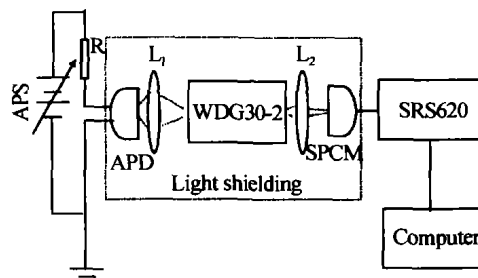 R
L1
L2
APS
WDG30-2
SRS620
APD
SPCM
Light shielding
Computer